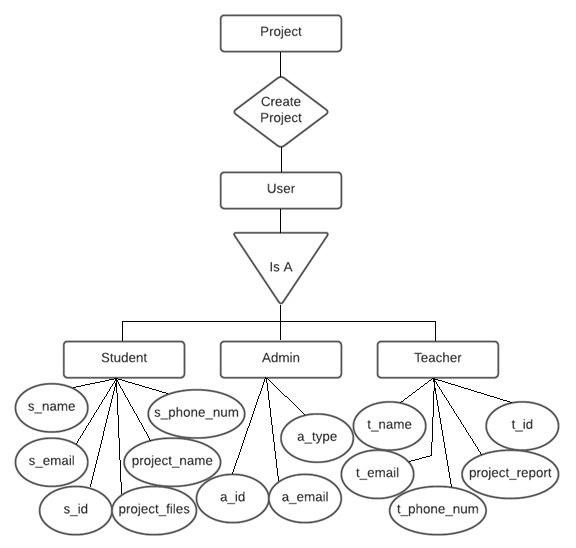 Project
Create
Project
User
Is A
Student
Admin
Teacher
s_name
s_phone_num
a_type
t_name
t_id
s_email
project_name
t_email
project_report
s_id
project_files
a_id
a_email
t_phone_num